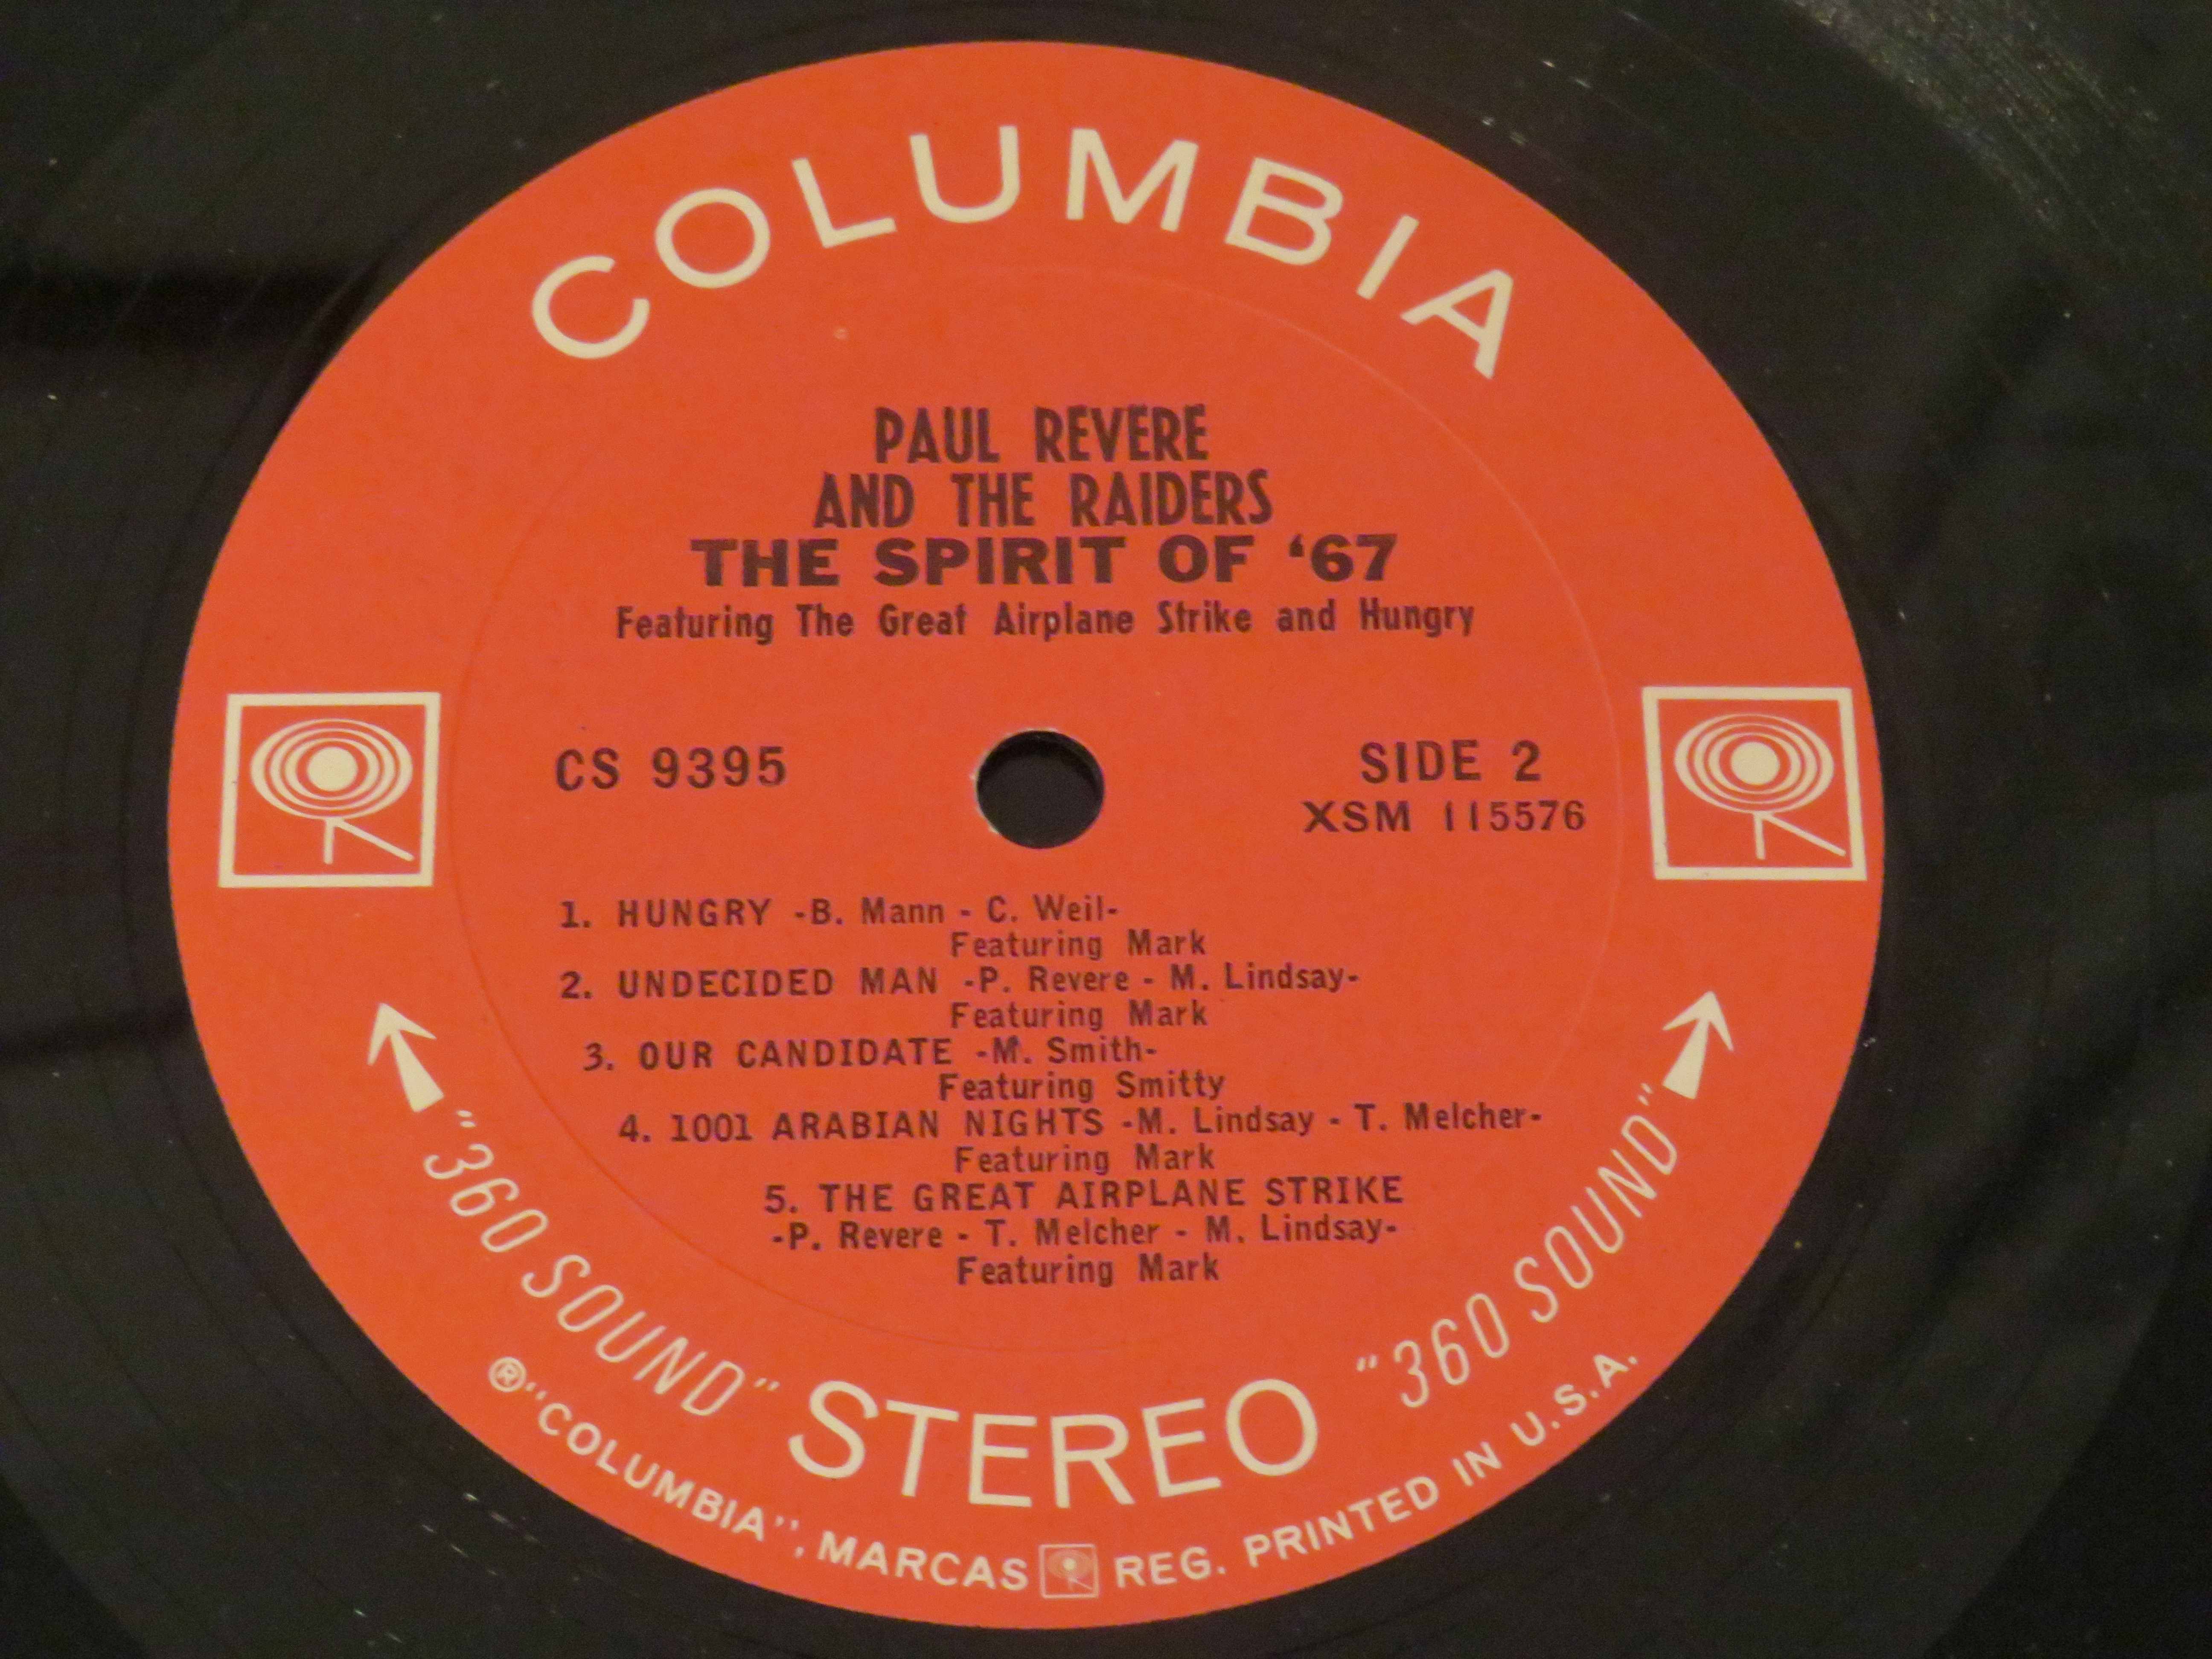 COLUMBIA
PAUL REVERE
AND THE RAIDERS
THE SPIRIT OF ‘67
Featuring The Great Airplane Strike and Hungry
CS 9395
SIDE 2
XSM 115576
1. HUNGRY -B. Mann - C. Weil-
Featuring Mark
2. UNDECIDED MAN -P. Revere - M. Lindsay-
Featuring Mark
3. OUR CANDIDATE -M. Smith-
Featuring Smitty
4. 1001 ARABIAN NIGHTS -M. Lindsay - T. Melcher-
Featuring Mark
5. THE GREAT AIRPLANE STRIKE
-P. Revere - T. Melcher - M. Lindsay-
Featuring Mark
"360 SOUND" STEREO "360 SOUND"
®"COLUMBIA", MARCAS REG. PRINTED IN U.S.A.